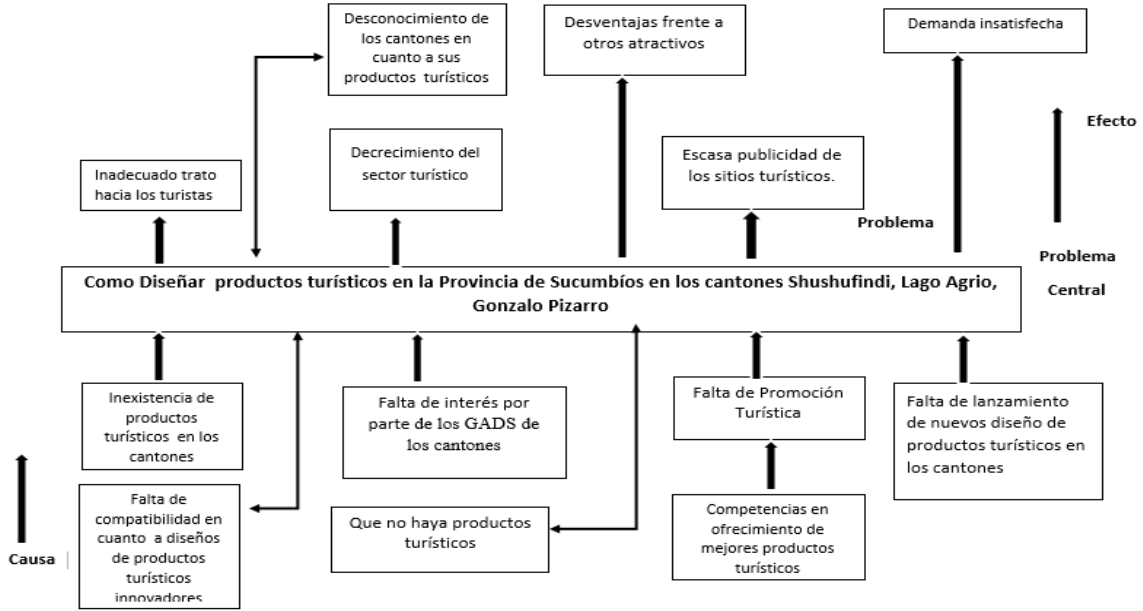 Desconocimiento de
los cantones en
cuanto a sus
productos turísticos
Desventajas frente a
otros atractivos
Demanda insatisfecha
Efecto
Inadecuado trato
hacia los turistas
Decrecimiento del
sector turístico
Escasa publicidad de
los sitios turísticos.
Problema
Problema
Central
Como Diseñar productos turísticos en la Provincia de Sucumbíos en los cantones Shushufindi, Lago Agrio,
Gonzalo Pizarro
Inexistencia de
productos
turísticos en los
cantones
Falta de interés por
parte de los GADS de
los cantones
Falta de Promoción
Turística
Falta de lanzamiento
de nuevos diseño de
productos turísticos en
los cantones
Falta de
compatibilidad en
cuanto a diseños de
productos
turísticos
innovadores
Que no haya productos
turísticos
Competencias en
ofrecimiento de
mejores productos
turísticos
Causa